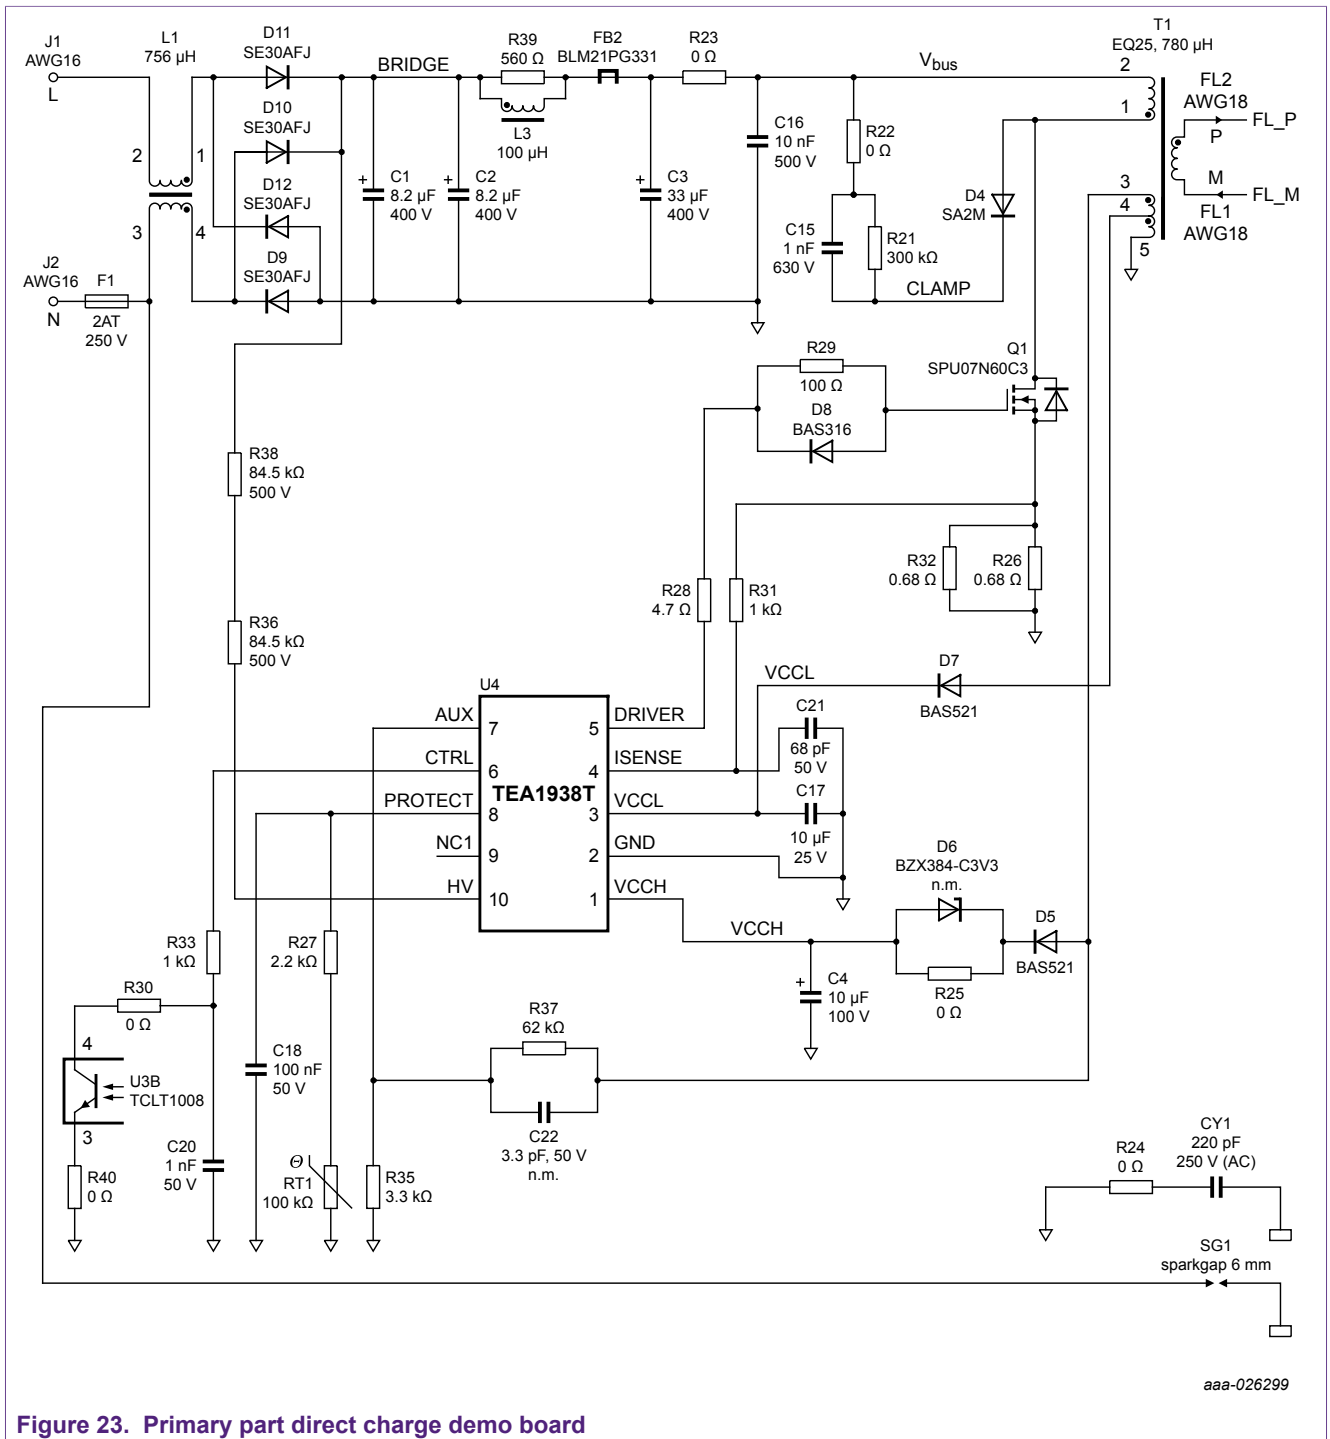 J1
AWG16
L
L1
756 µH
D11
SE30AFJ
D10
SE30AFJ
D12
SE30AFJ
D9
SE30AFJ
2
1
3
4
J2
AWG16
N
F1
2AT
250 V
BRIDGE
R39
560 Ω
L3
100 µH
FB2
BLM21PG331
R23
0 Ω
C1
8.2 µF
400 V
+
C2
8.2 µF
400 V
+
C3
33 µF
400 V
+
C16
10 nF
500 V
Vbus
R22
0 Ω
C15
1 nF
630 V
R21
300 kΩ
CLAMP
D4
SA2M
T1
EQ25, 780 µH
2
1
3
4
5
FL2
AWG18
FL_P
P
M
FL_M
FL1
AWG18
R29
100 Ω
D8
BAS316
Q1
SPU07N60C3
R38
84.5 kΩ
500 V
R36
84.5 kΩ
500 V
R28
4.7 Ω
R31
1 kΩ
R32
0.68 Ω
R26
0.68 Ω
D7
BAS521
VCCL
U4
TEA1938T
AUX
7
CTRL
6
PROTECT
8
NC1
9
HV
10
5
DRIVER
4
ISENSE
3
VCCL
2
GND
1
VCCH
C21
68 pF
50 V
C17
10 µF
25 V
D6
BZX384-C3V3
n.m.
D5
BAS521
R25
0 Ω
VCCH
C4
10 µF
100 V
+
R33
1 kΩ
R30
0 Ω
4
U3B
TCLT1008
3
R40
0 Ω
C20
1 nF
50 V
C18
100 nF
50 V
R27
2.2 kΩ
Θ
RT1
100 kΩ
R35
3.3 kΩ
R37
62 kΩ
C22
3.3 pF, 50 V
n.m.
R24
0 Ω
CY1
220 pF
250 V (AC)
SG1
sparkgap 6 mm
aaa-026299
Figure 23. Primary part direct charge demo board